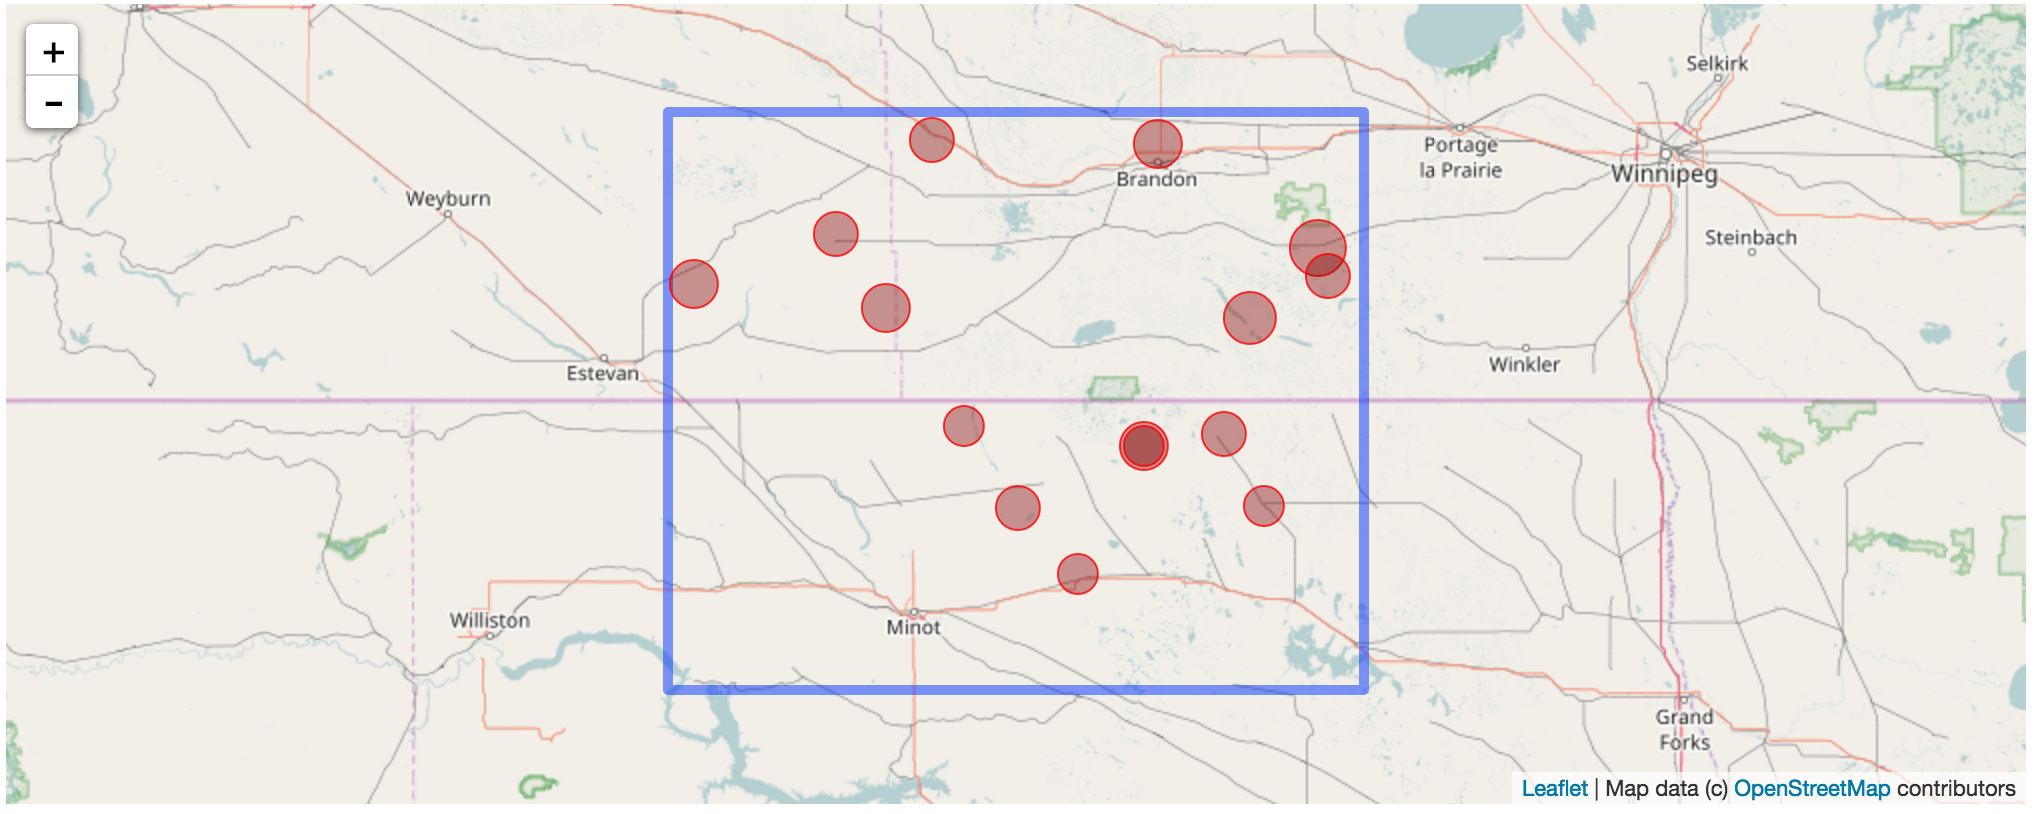 +
-
Selkirk
Portage
la Prairie
Winnipeg
Brandon
Weyburn
Steinbach
Winkler
Estevan
Williston
Minot
Grand
Forks
Leaflet | Map data (c) OpenStreetMap contributors